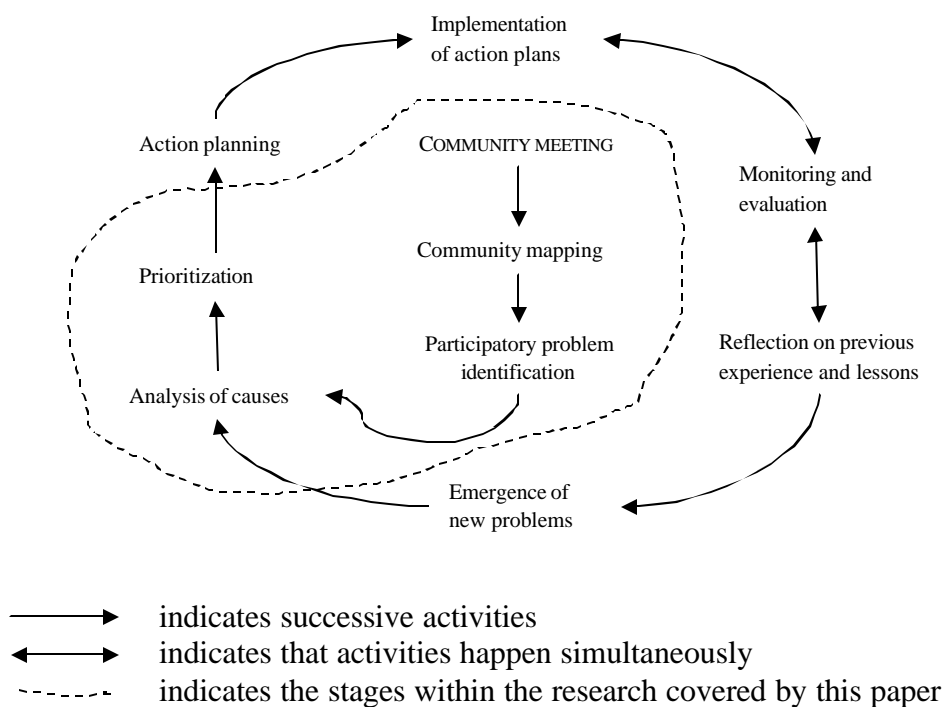 Implementation
of action plans
Action planning
COMMUNITY MEETING
Monitoring and
evaluation
Community mapping
Prioritization
Participatory problem
identification
Reflection on previous
experience and lessons
Analysis of causes
Emergence of
new problems
indicates successive activities
indicates that activities happen simultaneously
indicates the stages within the research covered by this paper